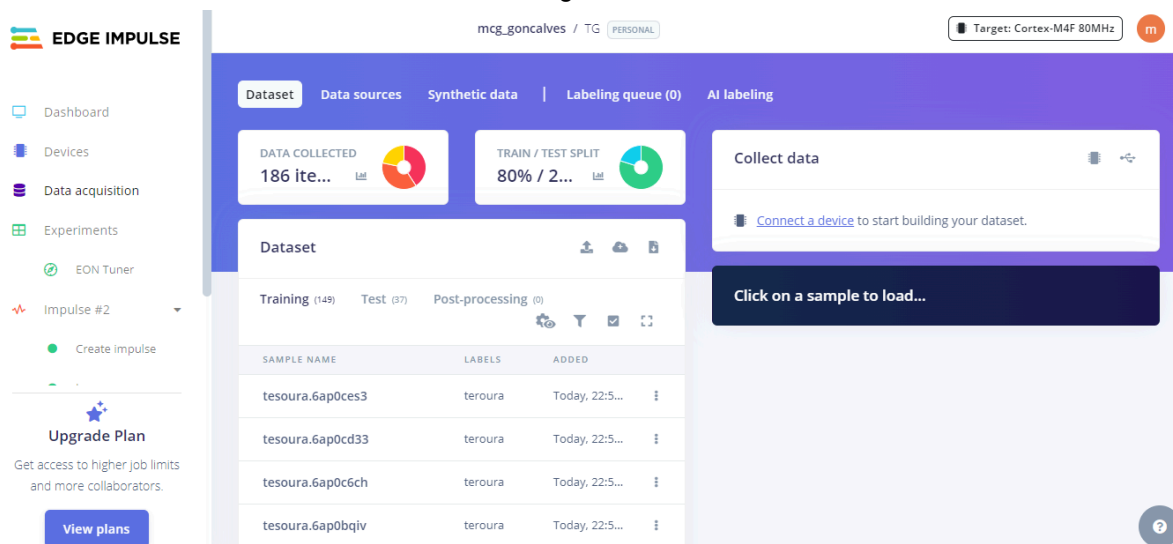 EDGE IMPULSE
mcg_goncalves / TG PERSONAL
Target: Cortex-M4F 80MHz
m
Dashboard
Devices
Data acquisition
Experiments
EON Tuner
Impulse #2
Create impulse
Upgrade Plan
Get access to higher job limits
and more collaborators.
View plans
Dataset Data sources Synthetic data | Labeling queue (0) AI labeling
DATA COLLECTED
186 ite...
TRAIN / TEST SPLIT
80% / 2...
Collect data
Connect a device to start building your dataset.
Click on a sample to load...
Dataset
Training (149) Test (37) Post-processing (0)
SAMPLE NAME LABELS ADDED
tesoura.6ap0ces3 teroura Today, 22:5...
tesoura.6ap0cd33 teroura Today, 22:5...
tesoura.6ap0c6ch teroura Today, 22:5...
tesoura.6ap0bqiv teroura Today, 22:5...